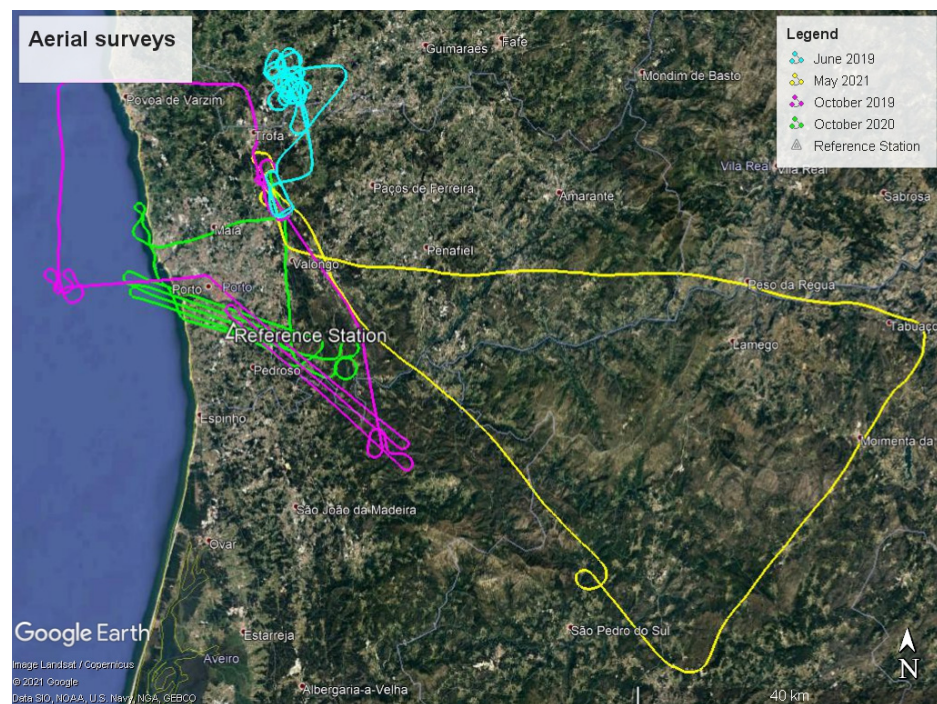 Aerial surveys
Legend
June 2019
May 2021
October 2019
October 2020
Reference Station
Guimaraes
Fafe
Mondim de Basto
Povoa de Varzim
Trofa
Vila Real
Vila Real
Paços de Ferreira
Amarante
Sabrosa
Maia
Penafiel
Valongo
Porto
Porto
Peso da Regua
Tabuaço
Reference Station
Lamego
Pedroso
Espinho
Moimenta da
São João da Madeira
Ovar
Google Earth
Estarreja
São Pedro do Sul
Aveiro
N
Image Landsat / Copernicus
© 2021 Google
Data SIO, NOAA, U.S. Navy, NGA, GEBCO
Albergaria-a-Velha
40 km